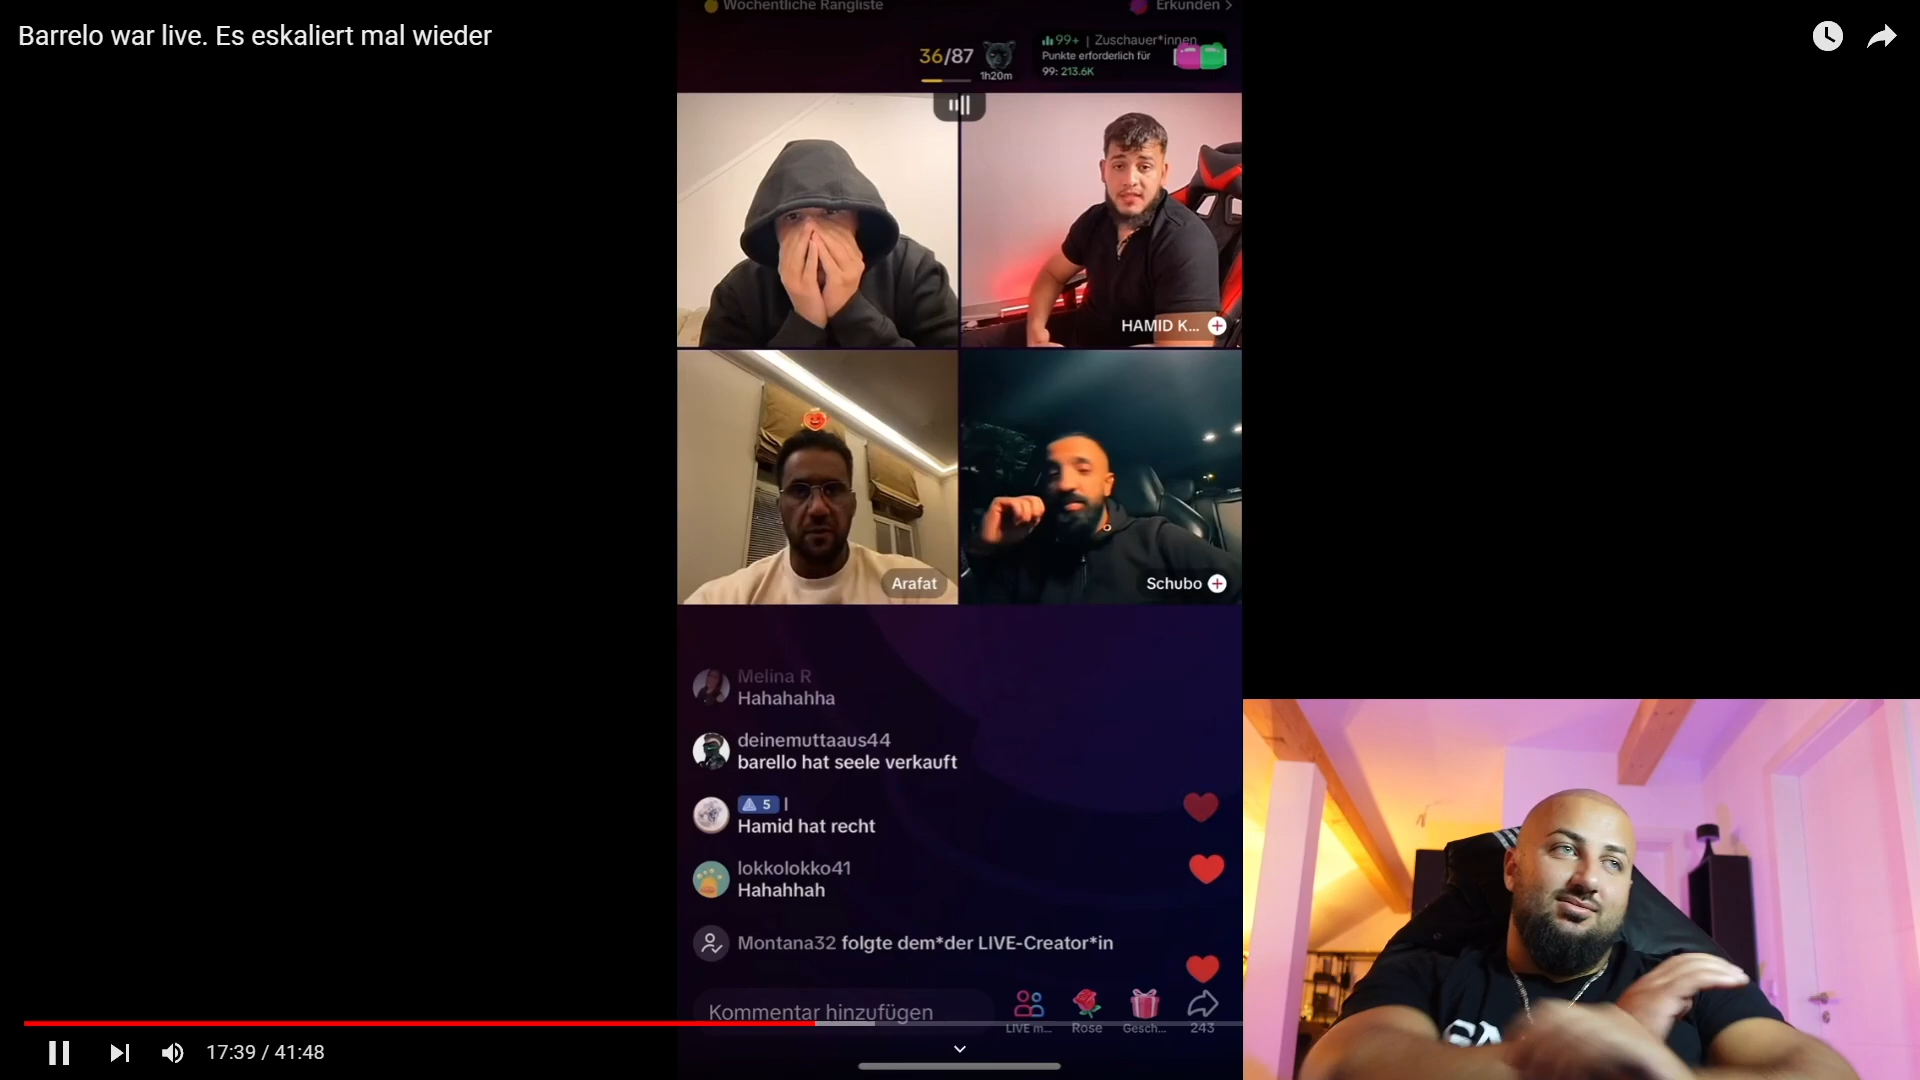 Barrelo war live. Es eskaliert mal wieder
Wöchentliche Rangliste
Erkunden >
36/87
1h20m
99+ | Zuschauer*innen
Punkte erforderlich für
99: 213.6K
HAMID K...
Arafat
Schubo
Melina R
Hahahahha
deinemuttaaus44
barello hat seele verkauft
5 l
Hamid hat recht
lokkolokko41
Hahahhah
Montana32 folgte dem*der LIVE-Creator*in
Kommentar hinzufügen
LIVE m...
Rose
Gesch...
243
17:39 / 41:48